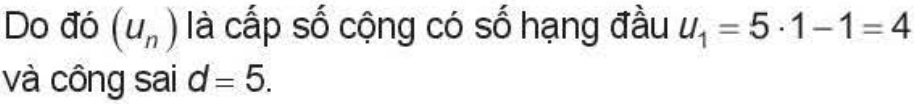 Do đó (uₙ) là cấp số cộng có số hạng đầu u₁ = 5 · 1 − 1 = 4
và công sai d = 5.